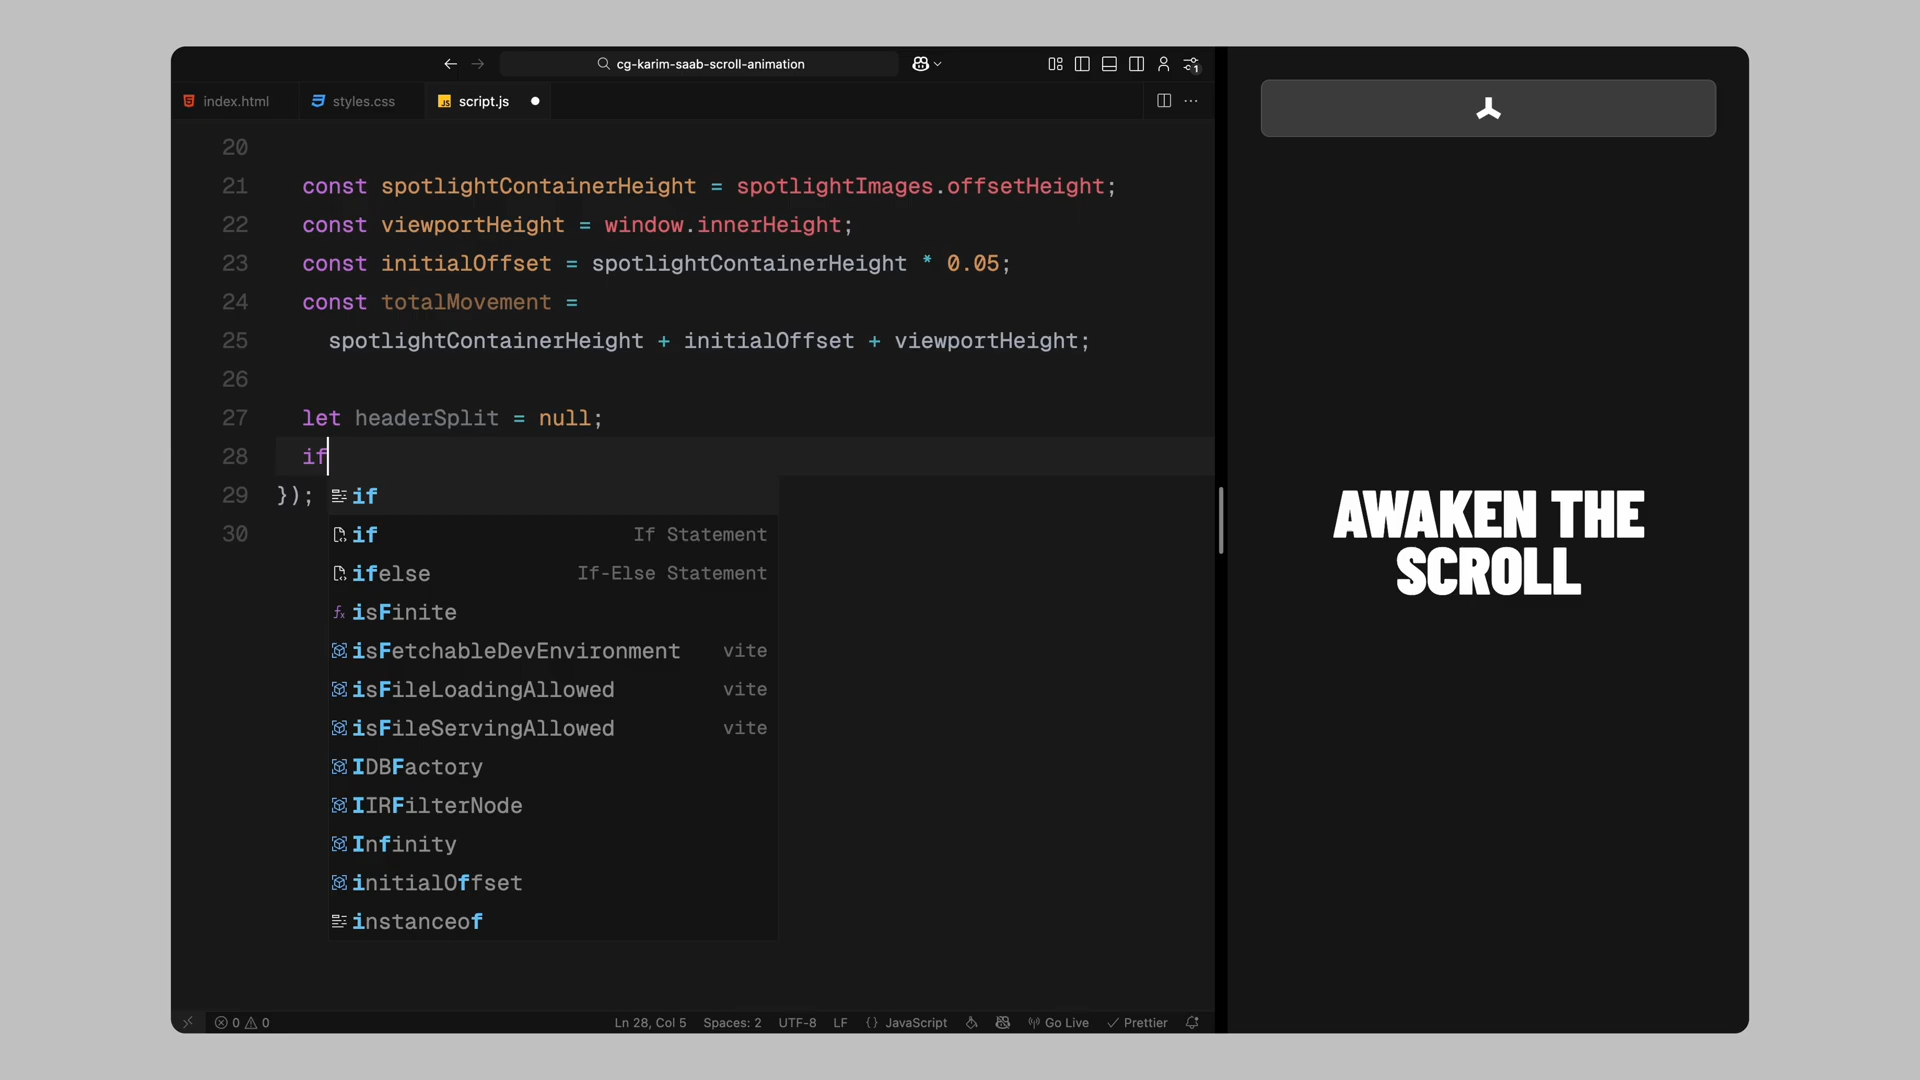 cg-karim-saab-scroll-animation
1
index.html
styles.css
JS script.js
20
21 const spotlightContainerHeight = spotlightImages.offsetHeight;
22 const viewportHeight = window.innerHeight;
23 const initialOffset = spotlightContainerHeight * 0.05;
24 const totalMovement =
25 spotlightContainerHeight + initialOffset + viewportHeight;
26
27 let headerSplit = null;
28 if
29 });
30
if
if If Statement
ifelse If-Else Statement
isFinite
isFetchableDevEnvironment vite
isFileLoadingAllowed vite
isFileServingAllowed vite
IDBFactory
IIRFilterNode
Infinity
initialOffset
instanceof
0 0 Ln 28, Col 5 Spaces: 2 UTF-8 LF {} JavaScript Go Live Prettier
AWAKEN THE
SCROLL